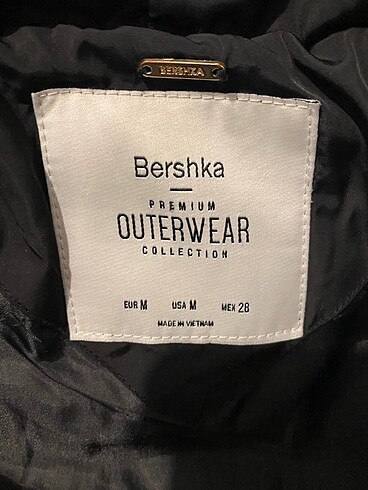 BERSHKA
Bershka
PREMIUM
OUTERWEAR
COLLECTION
EUR M USA M MEX 28
MADE IN VIETNAM